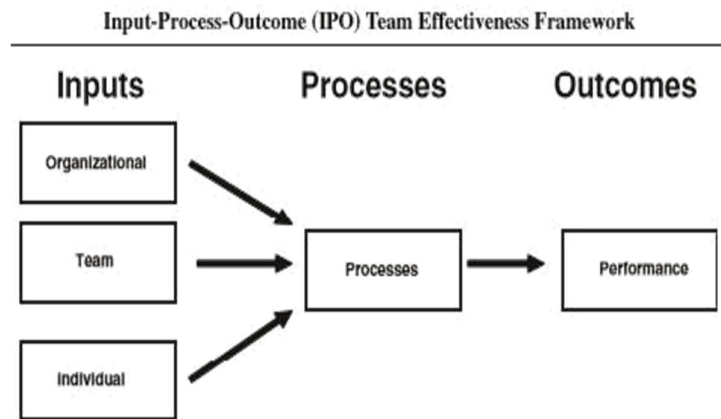 Input-Process-Outcome (IPO) Team Effectiveness Framework
Inputs Processes Outcomes
Organizational
Team
Processes
Performance
Individual